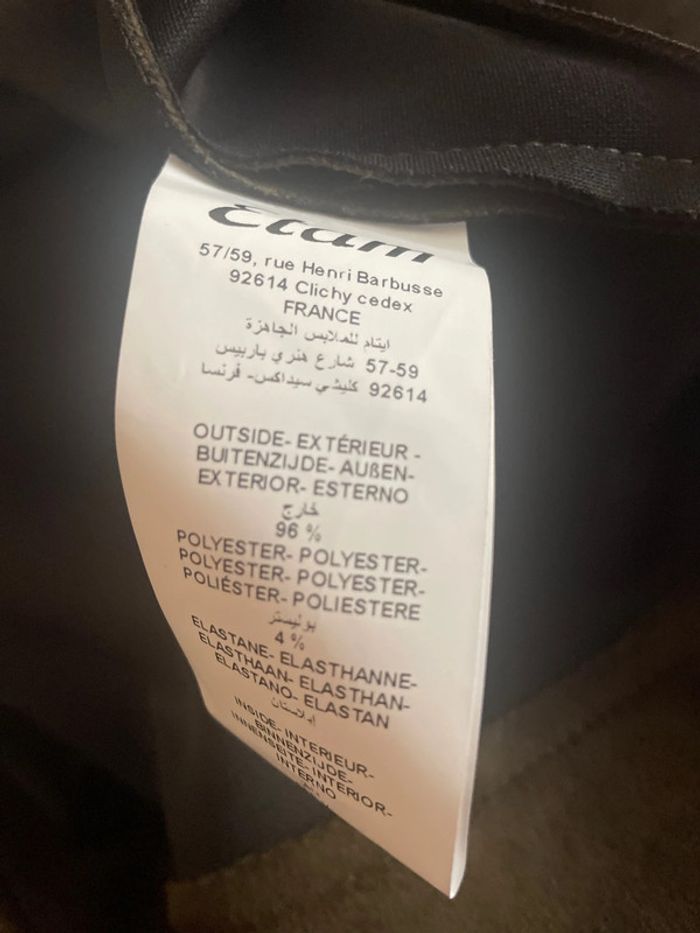 Etam
57/59, rue Henri Barbusse
92614 Clichy cedex
FRANCE
ايتام للملابس الجاهزة
57-59 شارع هنري باربيس
92614 كليشي سيداكس- فرنسا
OUTSIDE- EXTÉRIEUR -
BUITENZIJDE- AUßEN-
EXTERIOR- ESTERNO
خارج
96 %
POLYESTER- POLYESTER-
POLYESTER- POLYESTER-
POLIÉSTER- POLIESTERE
بوليستر
4 %
ELASTANE- ELASTHANNE-
ELASTHAAN- ELASTHAN-
ELASTANO- ELASTAN
إيلاستان
INSIDE- INTERIEUR-
BINNENZIJDE-
INNENSEITE-INTERIOR-
INTERNO